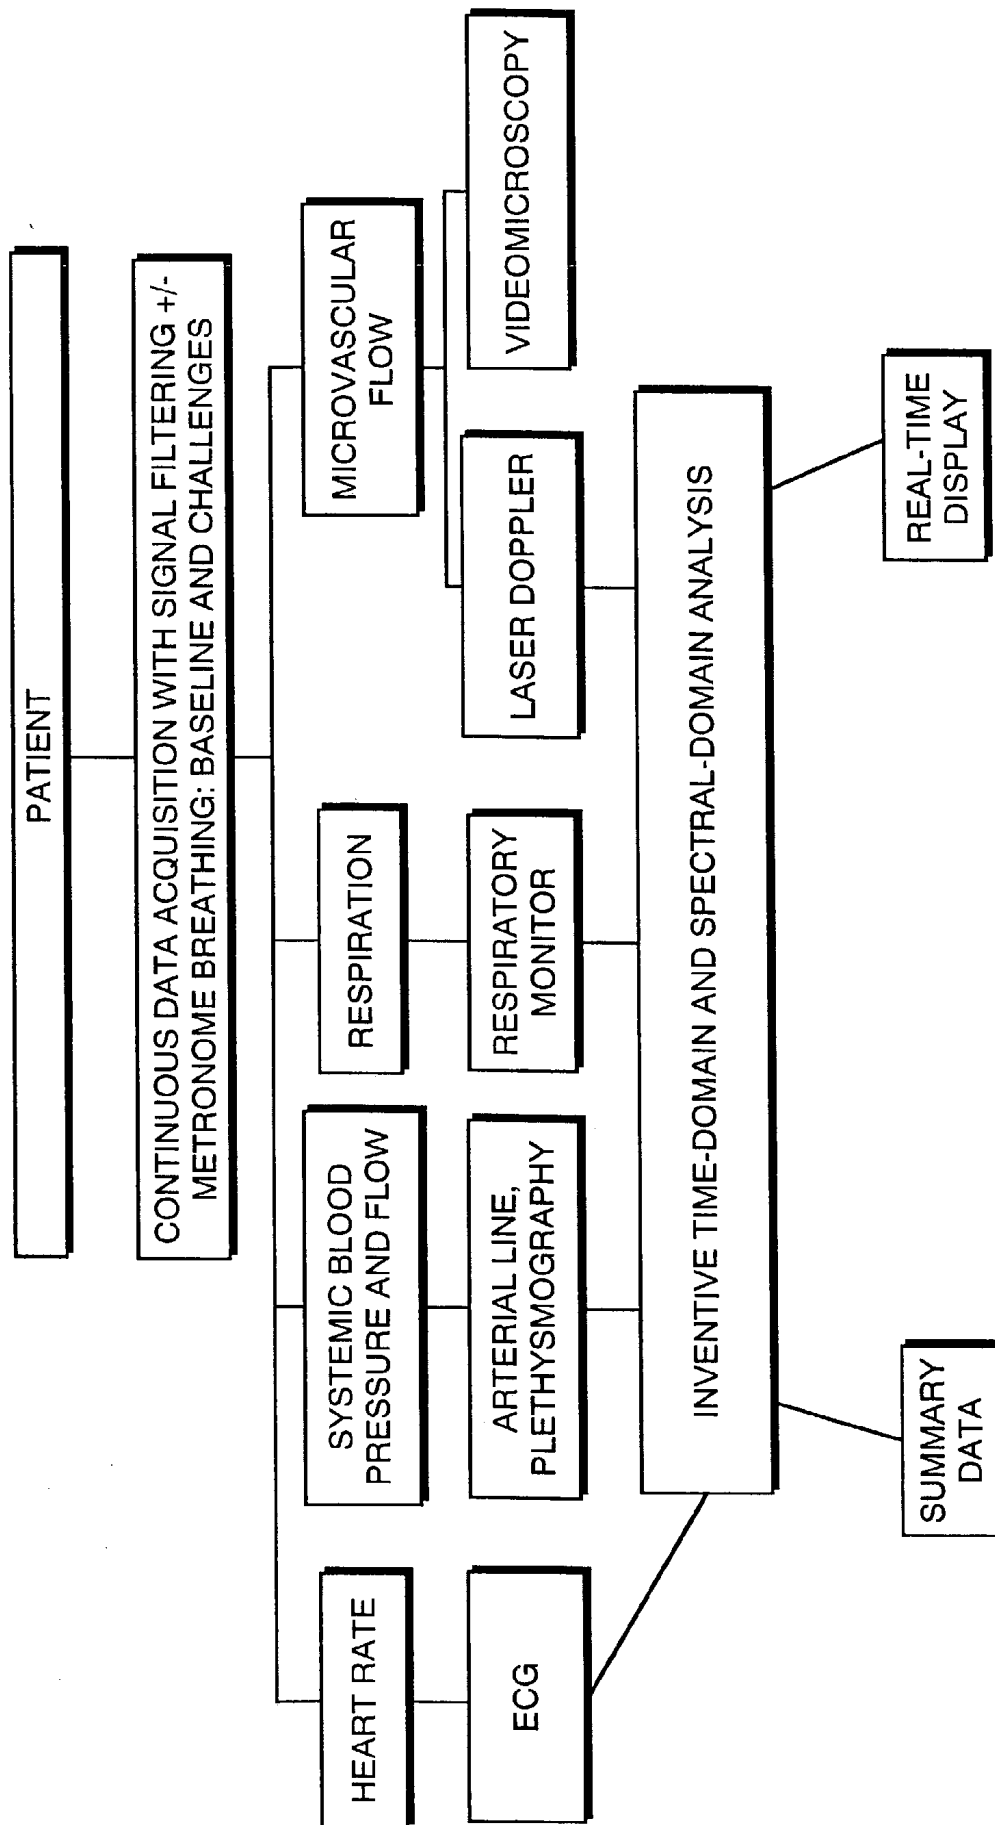 PATIENT
CONTINUOUS DATA ACQUISITION WITH SIGNAL FILTERING +/-
METRONOME BREATHING: BASELINE AND CHALLENGES
HEART RATE
SYSTEMIC BLOOD
PRESSURE AND FLOW
RESPIRATION
MICROVASCULAR
FLOW
ECG
ARTERIAL LINE,
PLETHYSMOGRAPHY
RESPIRATORY
MONITOR
LASER DOPPLER
VIDEOMICROSCOPY
INVENTIVE TIME-DOMAIN AND SPECTRAL-DOMAIN ANALYSIS
SUMMARY
DATA
REAL-TIME
DISPLAY